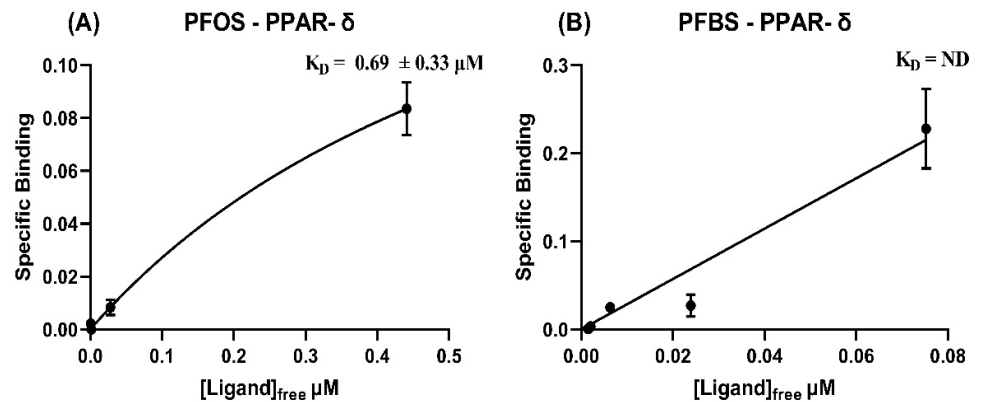 (A) PFOS - PPAR- δ
K_D = 0.69 ± 0.33 µM
0.10
0.08
0.06
0.04
0.02
0.00
Specific Binding
0.0 0.1 0.2 0.3 0.4 0.5
[Ligand]free µM
(B) PFBS - PPAR- δ
K_D = ND
0.3
0.2
0.1
0.0
Specific Binding
0.00 0.02 0.04 0.06 0.08
[Ligand]free µM